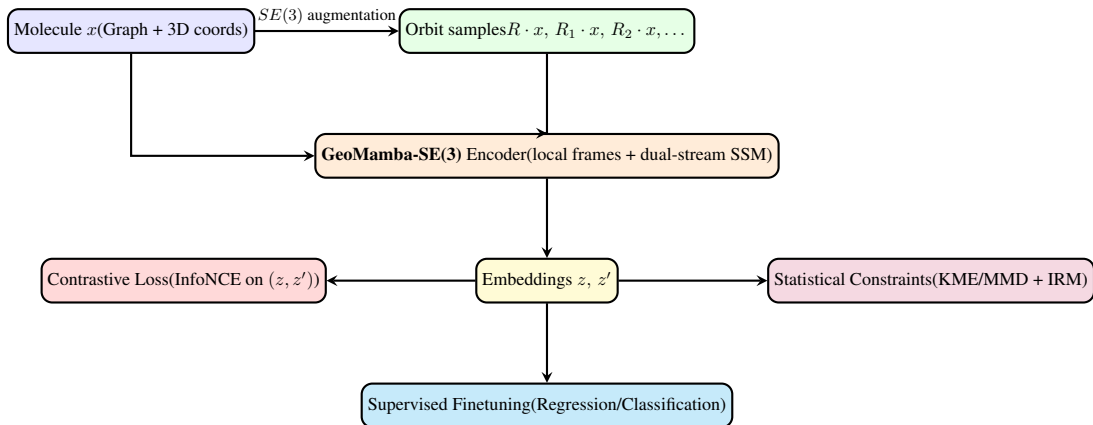 Molecule x(Graph + 3D coords)
SE(3) augmentation
Orbit samplesR · x, R₁ · x, R₂ · x, . . .
GeoMamba-SE(3) Encoder(local frames + dual-stream SSM)
Contrastive Loss(InfoNCE on (z, z′))
Embeddings z, z′
Statistical Constraints(KME/MMD + IRM)
Supervised Finetuning(Regression/Classification)